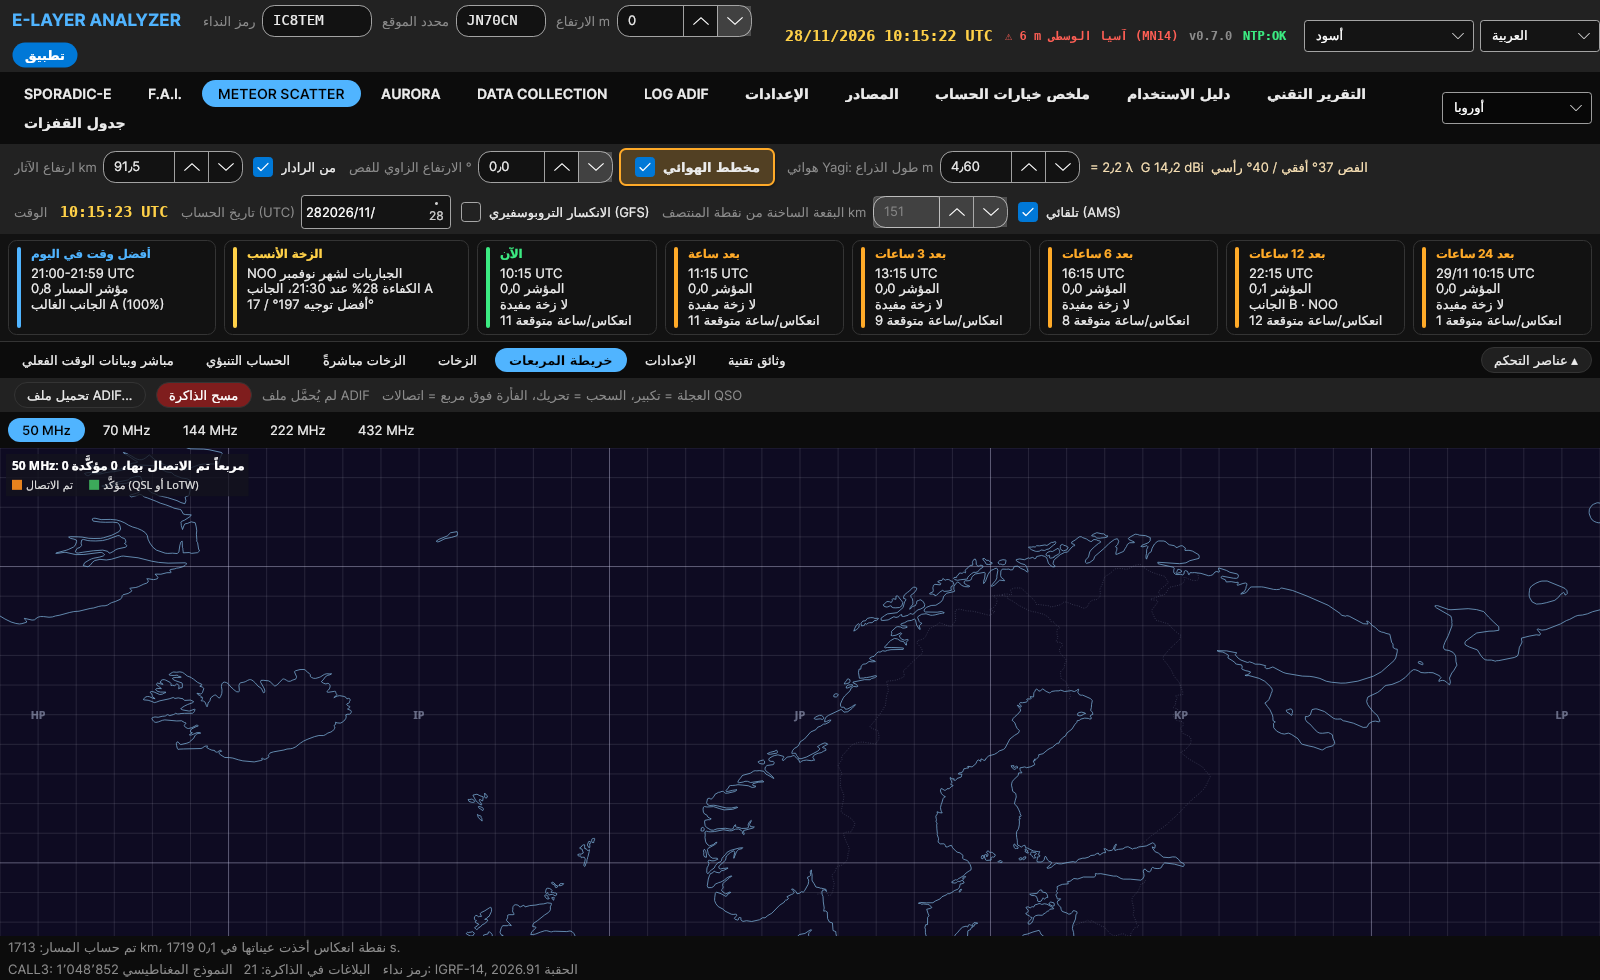 E-LAYER ANALYZER رمز النداء IC8TEM محدد الموقع JN70CN الارتفاع m 0
28/11/2026 10:15:22 UTC ⚠ 6 m آسيا الوسطى (MN14) v0.7.0 NTP:OK أسود العربية
تطبيق
SPORADIC-E F.A.I. METEOR SCATTER AURORA DATA COLLECTION LOG ADIF الإعدادات المصادر ملخص خيارات الحساب دليل الاستخدام التقرير التقني
جدول القفزات
أوروبا
ارتفاع الآثار km 91٫5 من الرادار الارتفاع الزاوي للفص ° 0٫0 مخطط الهوائي هوائي Yagi: طول الذراع m 4٫60 = 2٫2 λ G 14٫2 dBi الفص 37° أفقي / 40° رأسي
الوقت 10:15:23 UTC تاريخ الحساب (UTC) 282026/11/ 28 الانكسار التروبوسفيري (GFS) البقعة الساخنة من نقطة المنتصف km 151 تلقائي (AMS)
أفضل وقت في اليوم
21:00-21:59 UTC
مؤشر المسار 0٫8
الجانب الغالب A (100%)
الزخة الأنسب
الجباريات لشهر نوفمبر NOO
الكفاءة 28% عند 21:30، الجانب A
أفضل توجيه 197° / 17°
الآن
10:15 UTC
المؤشر 0٫0
لا زخة مفيدة
11 انعكاس/ساعة متوقعة
بعد ساعة
11:15 UTC
المؤشر 0٫0
لا زخة مفيدة
11 انعكاس/ساعة متوقعة
بعد 3 ساعات
13:15 UTC
المؤشر 0٫0
لا زخة مفيدة
9 انعكاس/ساعة متوقعة
بعد 6 ساعات
16:15 UTC
المؤشر 0٫0
لا زخة مفيدة
8 انعكاس/ساعة متوقعة
بعد 12 ساعات
22:15 UTC
المؤشر 0٫1
الجانب B · NOO
12 انعكاس/ساعة متوقعة
بعد 24 ساعات
29/11 10:15 UTC
المؤشر 0٫0
لا زخة مفيدة
1 انعكاس/ساعة متوقعة
مباشر وبيانات الوقت الفعلي الحساب التنبؤي الزخات مباشرةً الزخات خريطة المربعات الإعدادات وثائق تقنية عناصر التحكم ▴
تحميل ملف ADIF... مسح الذاكرة لم يُحمَّل ملف ADIF العجلة = تكبير، السحب = تحريك، الفأرة فوق مربع = اتصالات QSO
50 MHz 70 MHz 144 MHz 222 MHz 432 MHz
50 MHz: 0 مربعاً تم الاتصال بها، 0 مؤكَّدة
تم الاتصال مؤكَّد (QSL أو LoTW)
HP IP JP KP LP
تم حساب المسار: 1713 km، 1719 نقطة انعكاس أخذت عيناتها في 0٫1 s.
CALL3: 1٬048٬852 رمز نداء البلاغات في الذاكرة: 21 النموذج المغناطيسي: IGRF-14, الحقبة 2026.91